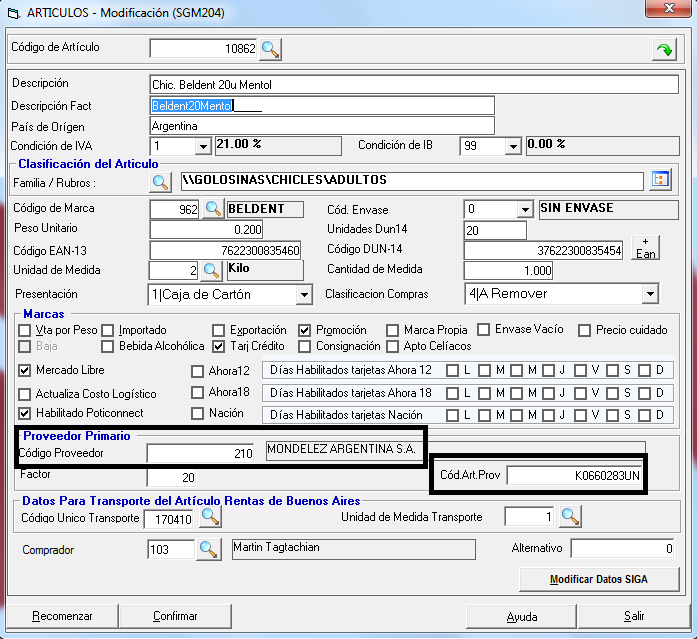 ARTICULOS - Modificación (SGM204)
Código de Artículo 10862
Descripción Chic. Beldent 20u Mentol
Descripción Fact Beldent20Mentol_____
País de Orígen Argentina
Condición de IVA 1 21.00 % Condición de IB 99 0.00 %
Clasificación del Artículo
Familia / Rubros : \\GOLOSINAS\CHICLES\ADULTOS
Código de Marca 962 BELDENT Cód. Envase 0 SIN ENVASE
Peso Unitario 0.200 Unidades Dun14 20
Código EAN-13 7622300835460 Código DUN-14 37622300835454 + Ean
Unidad de Medida 2 Kilo Cantidad de Medida 1.000
Presentación 1|Caja de Cartón Clasificacion Compras 4|A Remover
Marcas
Vta por Peso Importado Exportación Promoción Marca Propia Envase Vacío Precio cuidado
Baja Bebida Alcohólica Tarj Crédito Consignación Apto Celíacos
Mercado Libre Ahora12 Días Habilitados tarjetas Ahora 12 L M M J V S D
Actualiza Costo Logístico Ahora18 Días Habilitados tarjetas Ahora 18 L M M J V S D
Habilitado Poticonnect Nación Días Habilitados tarjetas Nación L M M J V S D
Proveedor Primario
Código Proveedor 210 MONDELEZ ARGENTINA S.A.
Factor 20 Cód.Art.Prov K0660283UN
Datos Para Transporte del Artículo Rentas de Buenos Aires
Código Unico Transporte 170410 Unidad de Medida Transporte 1
Comprador 103 Martin Tagtachian Alternativo 0
Modificar Datos SIGA
Recomenzar Confirmar Ayuda Salir